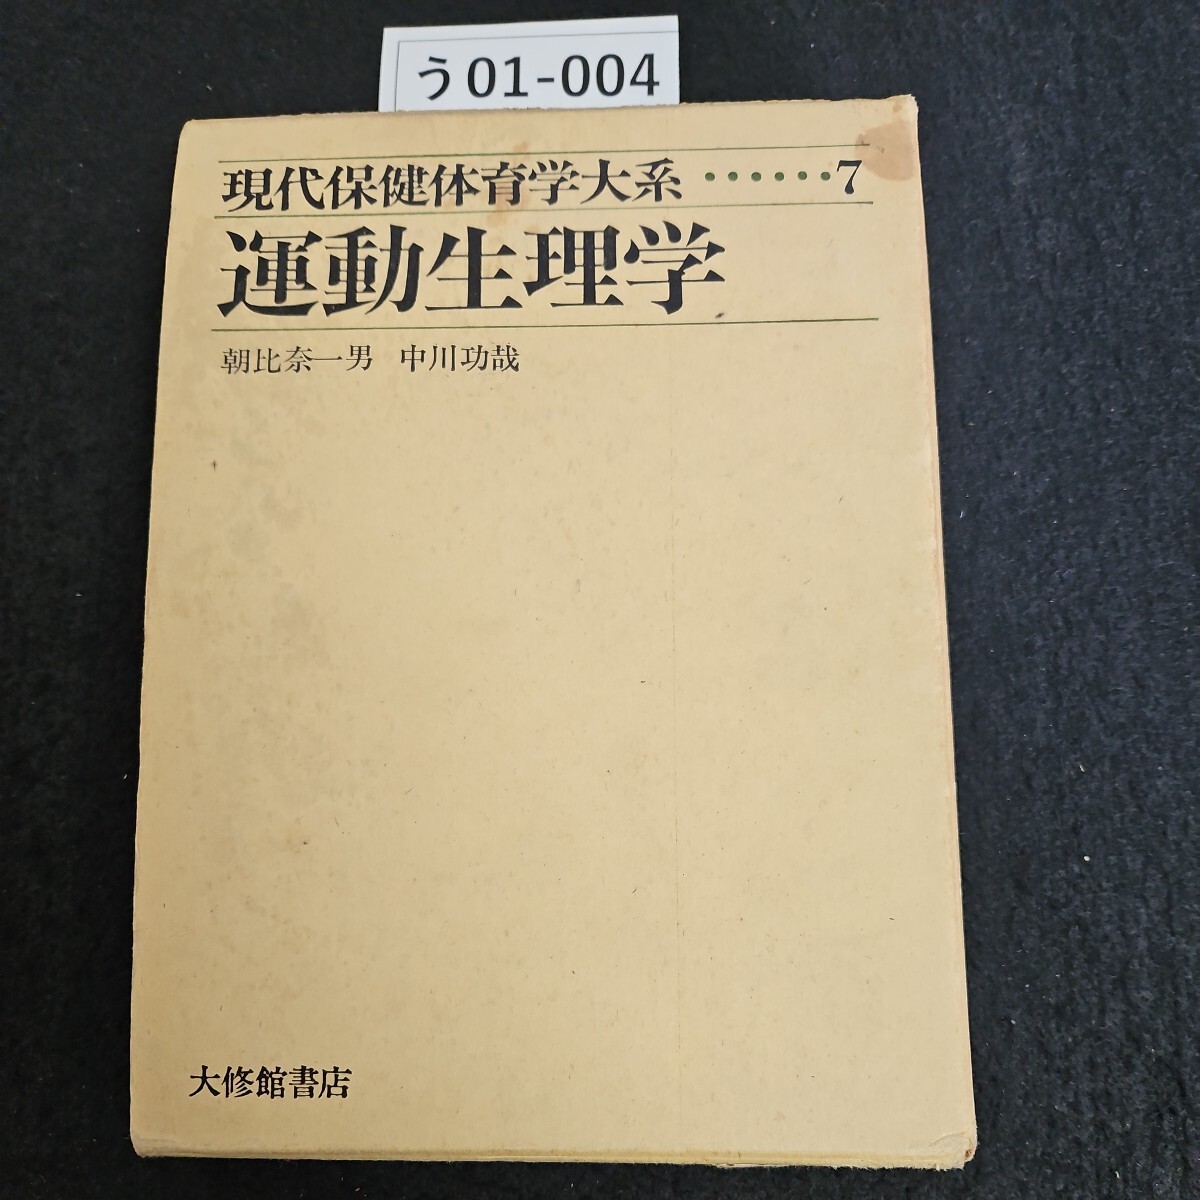 う01-004
現代保健体育学大系 ・・・・・・7
運動生理学
朝比奈一男 中川功哉
大修館書店